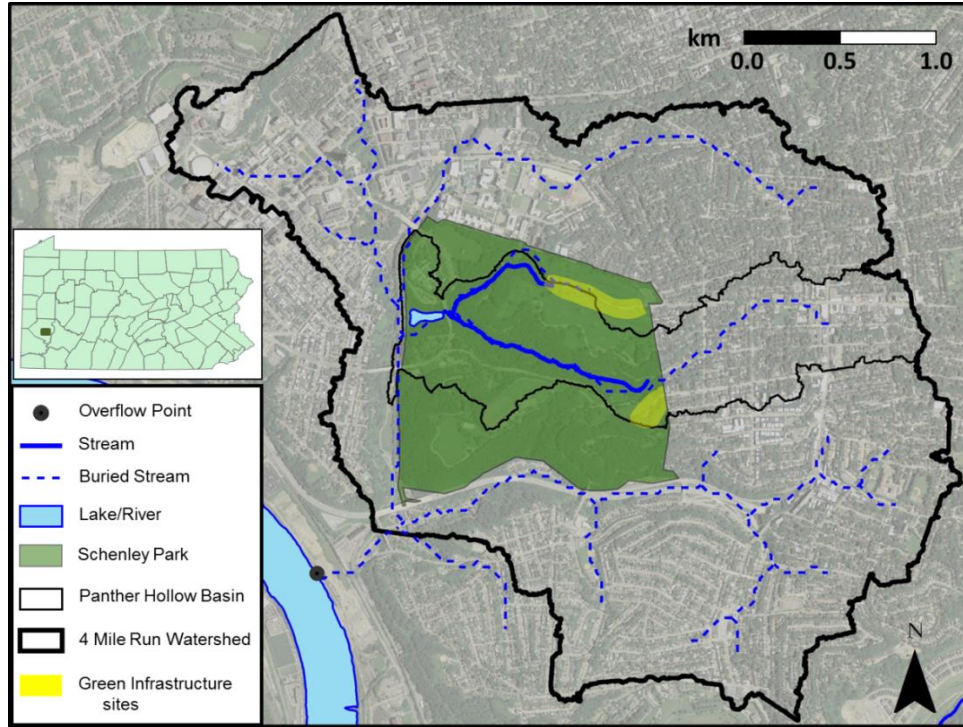 km
0.0 0.5 1.0
Overflow Point
Stream
Buried Stream
Lake/River
Schenley Park
Panther Hollow Basin
4 Mile Run Watershed
Green Infrastructure
sites
N